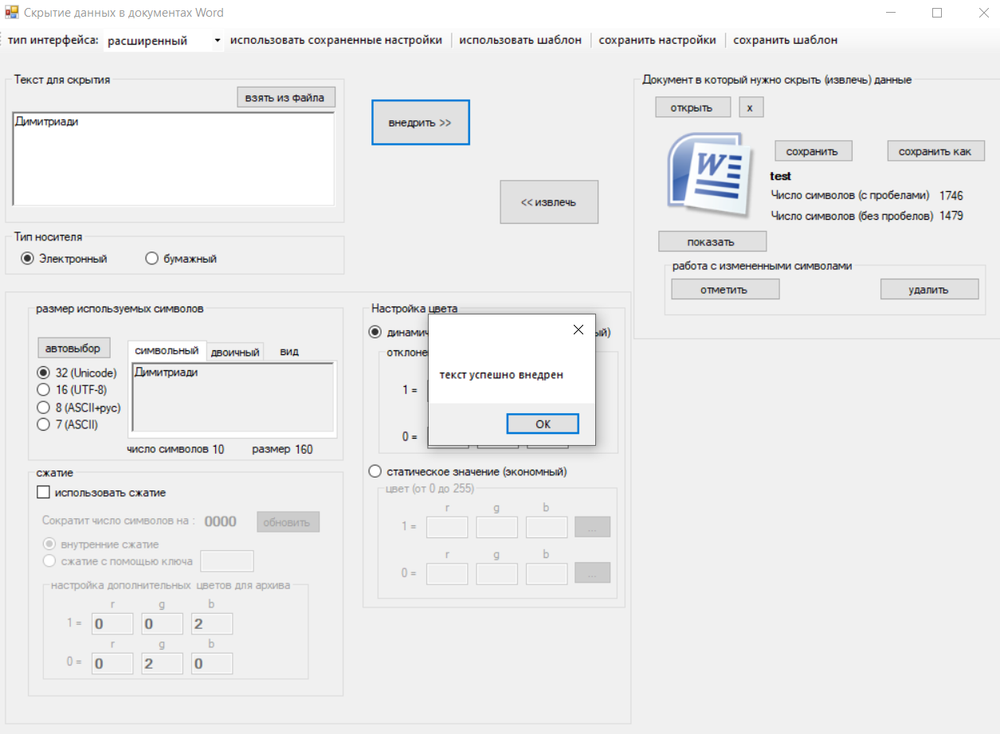 Скрытие данных в документах Word
тип интерфейса: расширенный использовать сохраненные настройки использовать шаблон сохранить настройки сохранить шаблон
Текст для скрытия
взять из файла
Димитриади
внедрить >>
<< извлечь
Документ в который нужно скрыть (извлечь) данные
открыть x
W
сохранить сохранить как
test
Число символов (с пробелами) 1746
Число символов (без пробелов) 1479
показать
работа с измененными символами
отметить удалить
Тип носителя
Электронный бумажный
размер используемых символов
автовыбор
символьный двоичный вид
32 (Unicode)
16 (UTF-8)
8 (ASCII+рус)
7 (ASCII)
Димитриади
число символов 10 размер 160
сжатие
использовать сжатие
Сократит число символов на : 0000 обновить
внутренние сжатие
сжатие с помощью ключа
настройка дополнительных цветов для архива
r g b
1 = 0 0 2
r g b
0 = 0 2 0
Настройка цвета
динамич ый)
отклоне
1 =
0 =
текст успешно внедрен
OK
статическое значение (экономный)
цвет (от 0 до 255)
r g b
1 = ...
r g b
0 = ...